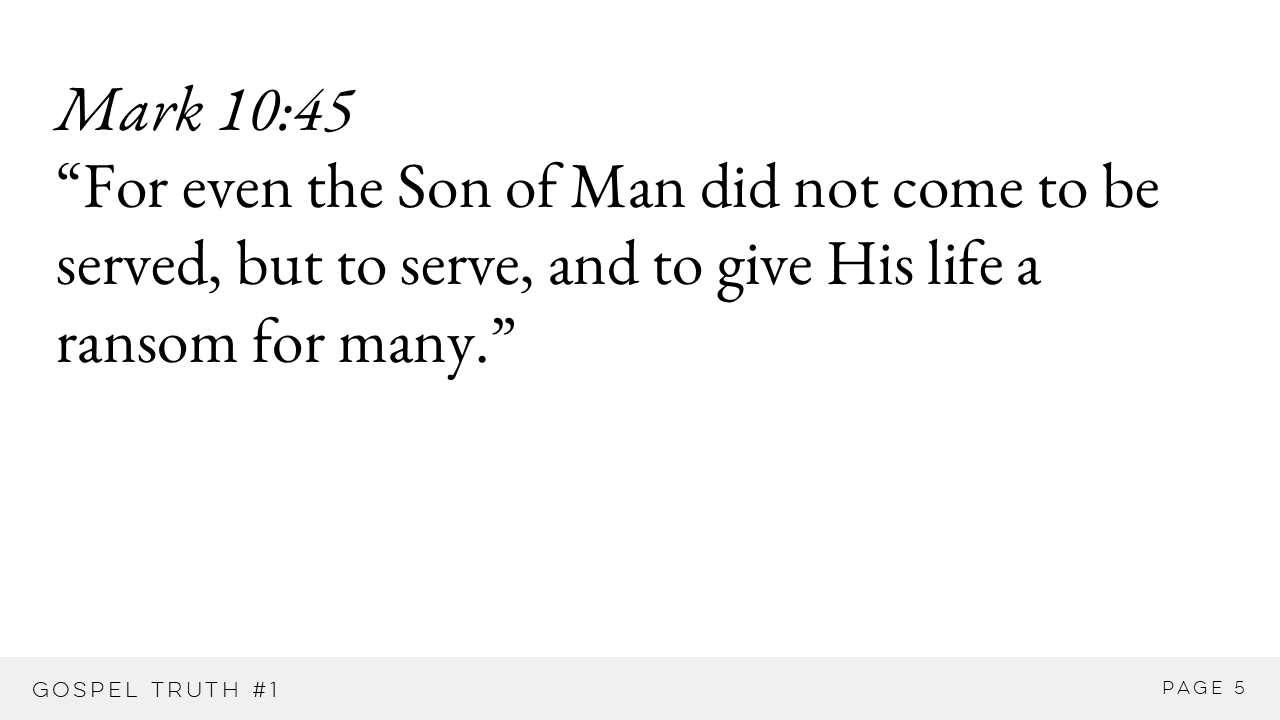 Mark 10:45
“For even the Son of Man did not come to be
served, but to serve, and to give His life a
ransom for many.”
GOSPEL TRUTH #1
PAGE 5